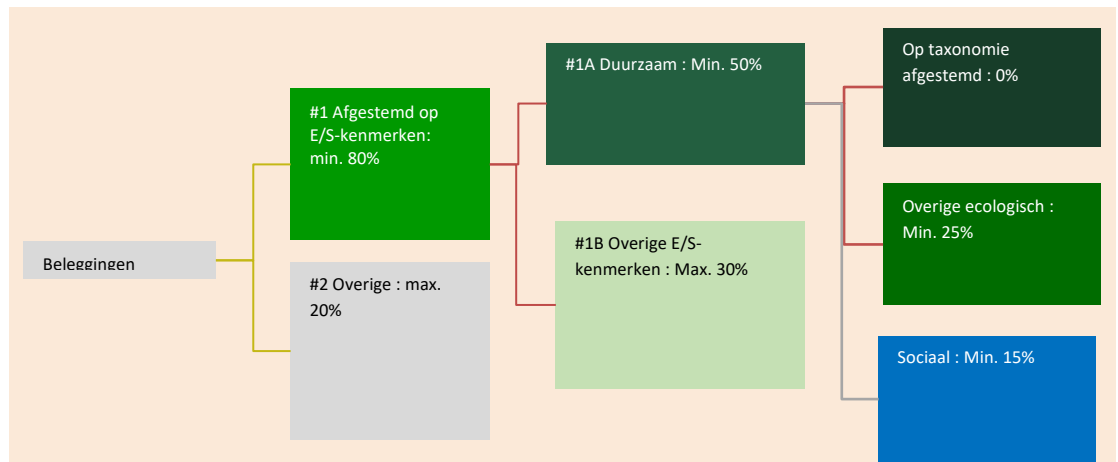 Beleggingen
#1 Afgestemd op
E/S-kenmerken:
min. 80%
#2 Overige : max.
20%
#1A Duurzaam : Min. 50%
#1B Overige E/S-
kenmerken : Max. 30%
Op taxonomie
afgestemd : 0%
Overige ecologisch :
Min. 25%
Sociaal : Min. 15%